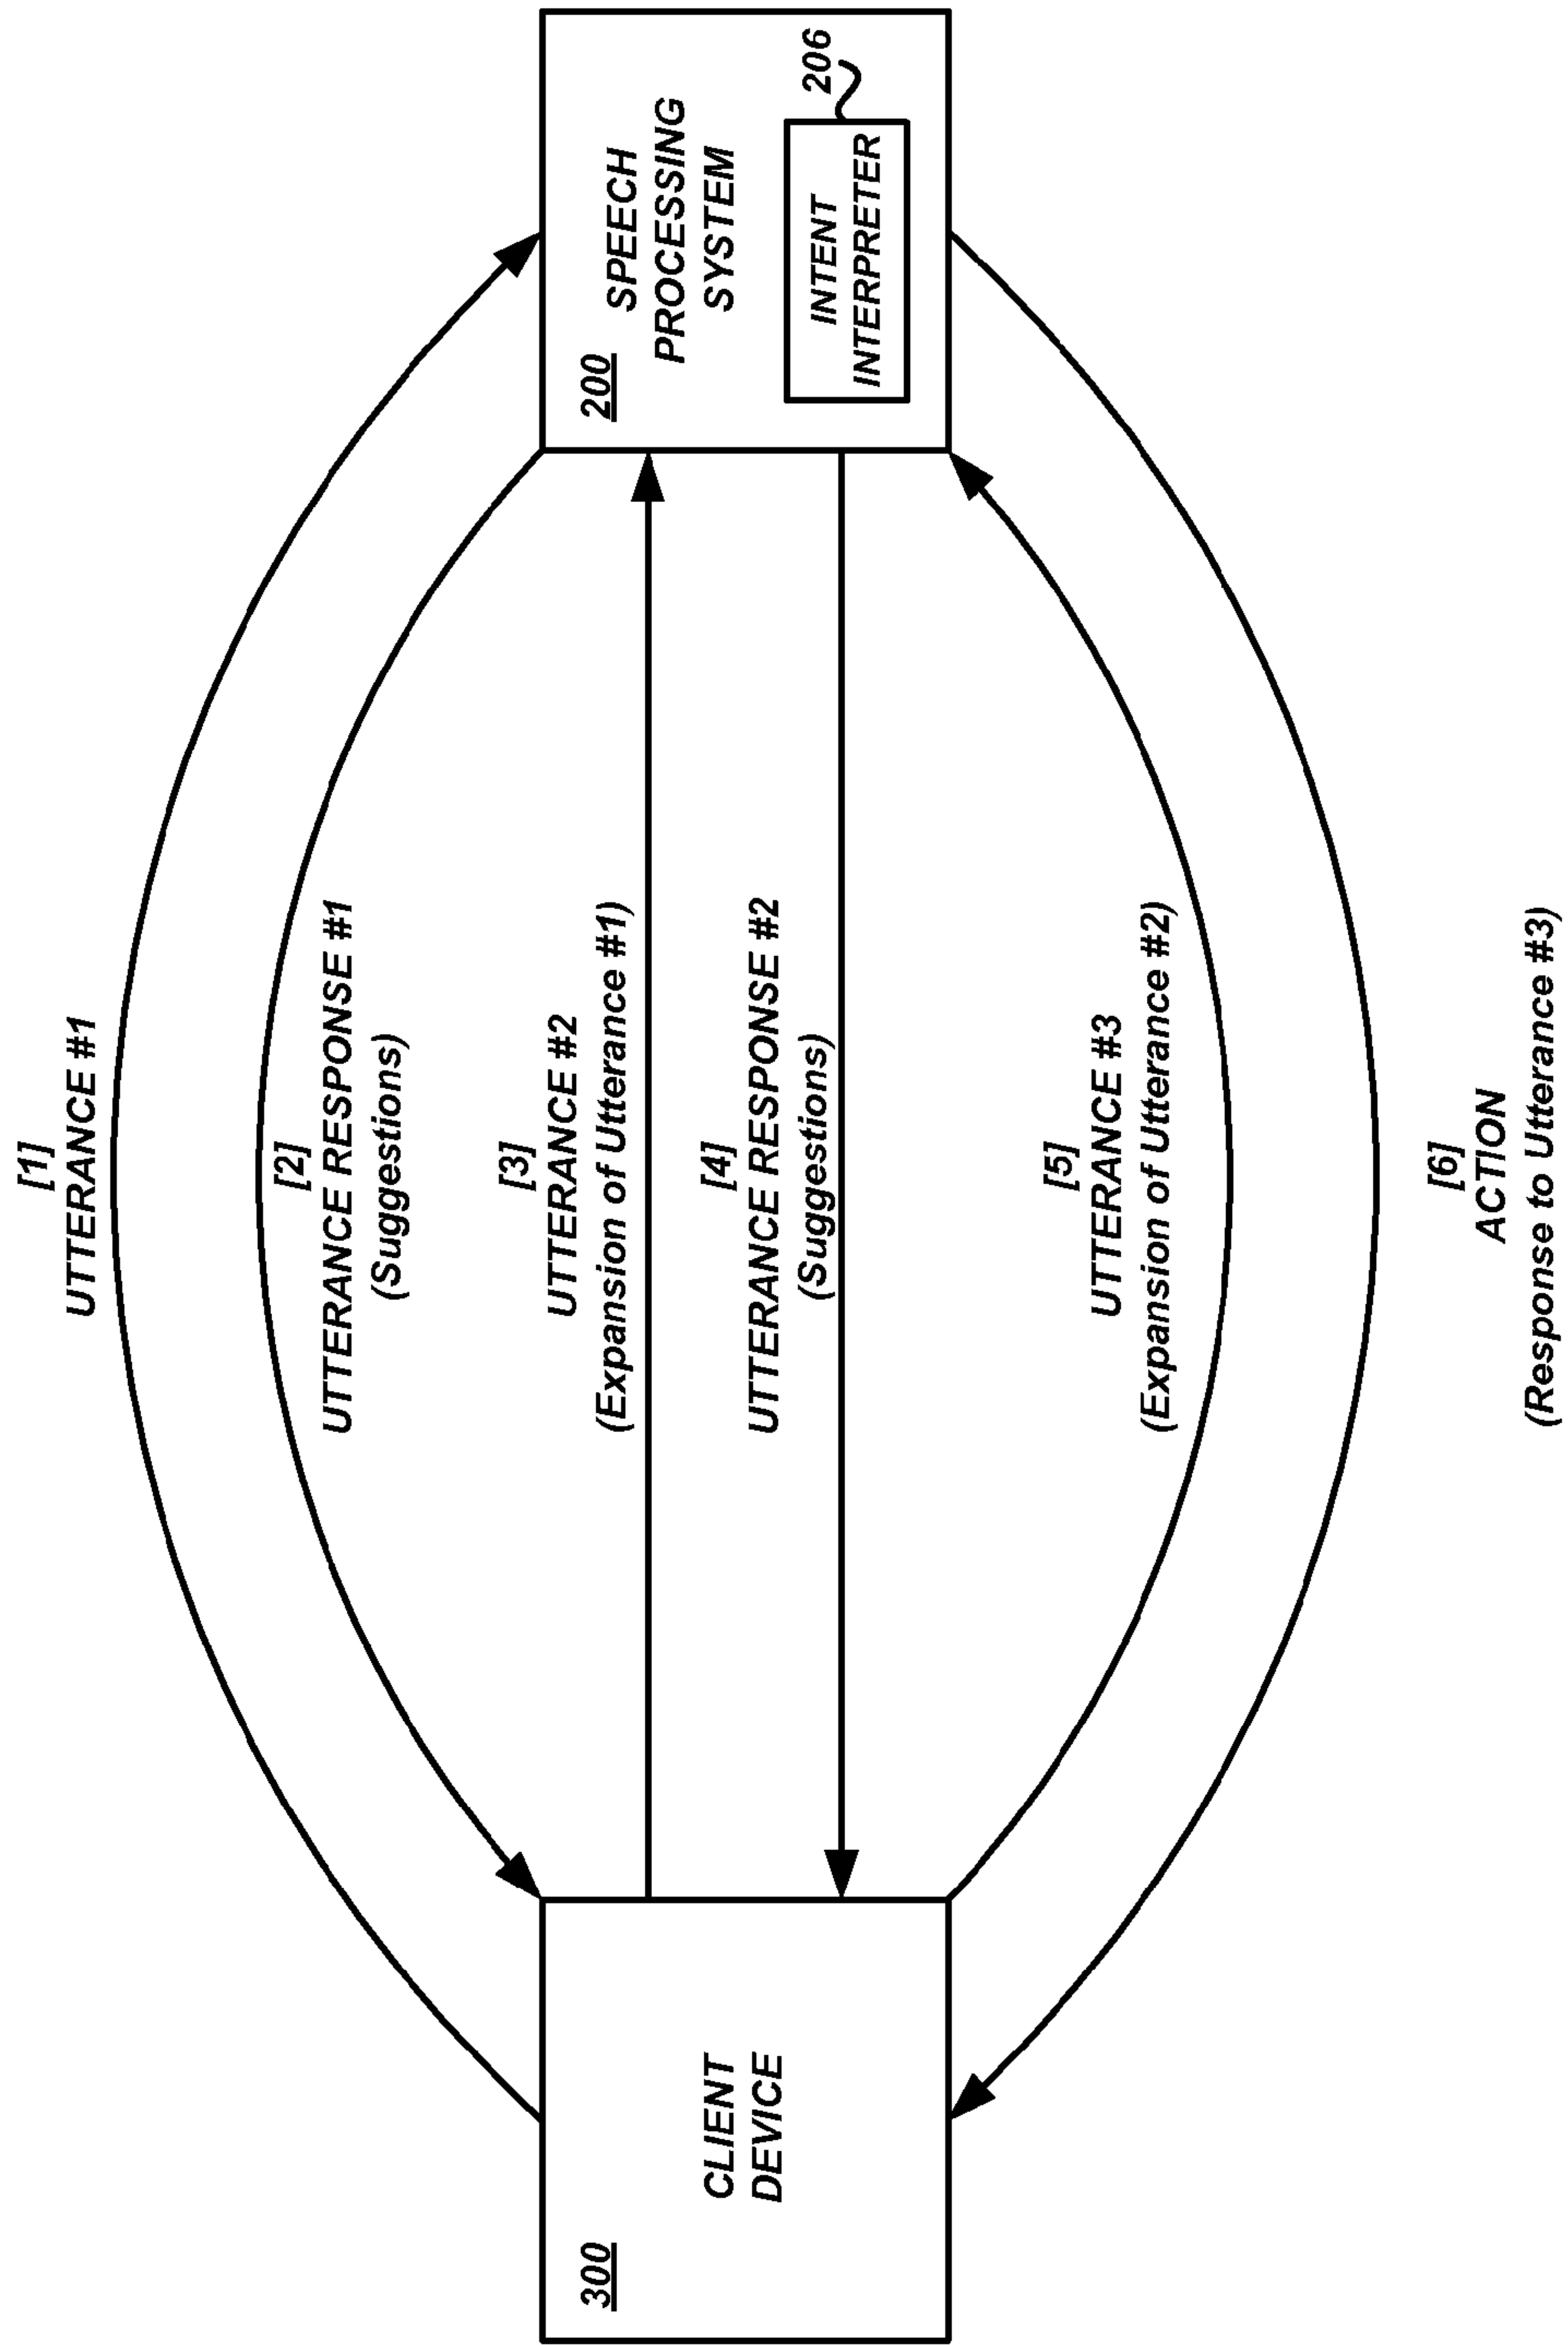 [1]
UTTERANCE #1
[2]
UTTERANCE RESPONSE #1
(Suggestions)
[3]
UTTERANCE #2
(Expansion of Utterance #1)
[4]
UTTERANCE RESPONSE #2
(Suggestions)
[5]
UTTERANCE #3
(Expansion of Utterance #2)
[6]
ACTION
(Response to Utterance #3)
300
CLIENT
DEVICE
200
SPEECH
PROCESSING
SYSTEM
INTENT
INTERPRETER
206